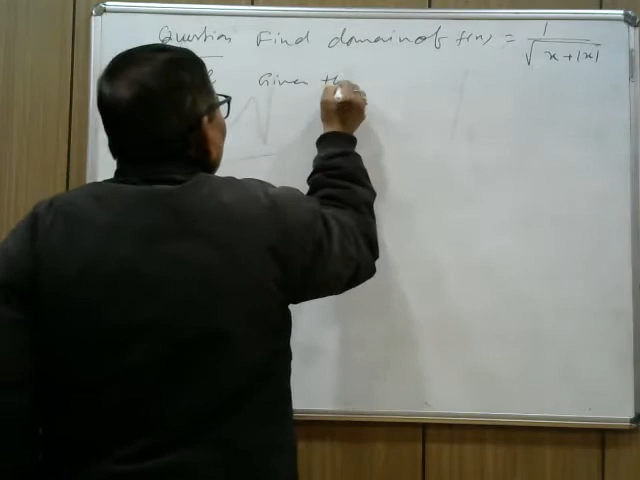 Question Find domain of f(x) = 1/√(x+|x|)
Given